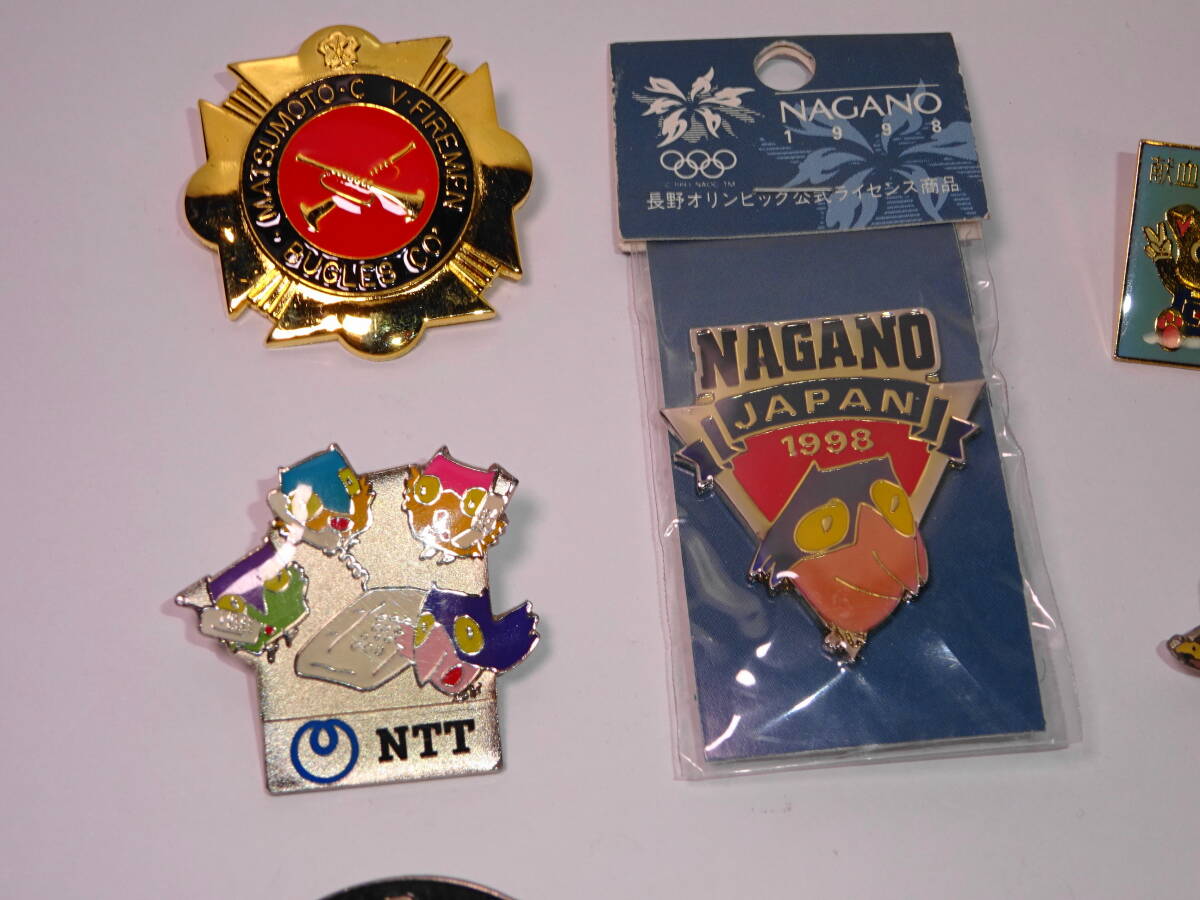 MATSUMOTO·C V·FIREMEN
· BUGLES CO ·
NAGANO
1998
長野オリンピック公式ライセンス商品
NAGANO
JAPAN
1998
NTT
献血